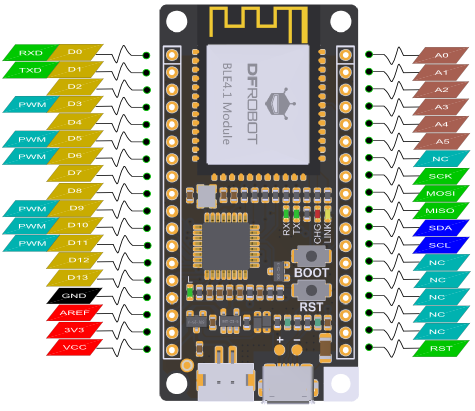 RXD D0
TXD D1
D2
PWM D3
D4
PWM D5
PWM D6
D7
D8
PWM D9
PWM D10
PWM D11
D12
D13
GND
AREF
3V3
VCC
DFROBOT
BLE4.1 Module
RX
TX
CHG
LINK
BOOT
RST
L
+ −
A0
A1
A2
A3
A4
A5
NC
SCK
MOSI
MISO
SDA
SCL
NC
NC
NC
NC
NC
RST